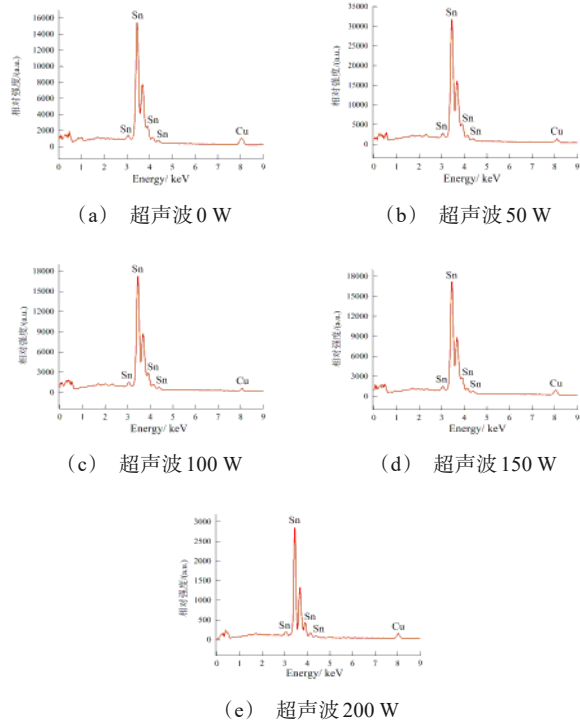 16000
14000
12000
10000
8000
6000
4000
2000
0
相对强度/(a.u.)
Sn
Sn
Sn
Sn
Cu
0 1 2 3 4 5 6 7 8 9
Energy/ keV
(a) 超声波 0 W
35000
30000
25000
20000
15000
10000
5000
0
相对强度/(a.u.)
Sn
Sn
Sn
Sn
Cu
0 1 2 3 4 5 6 7 8 9
Energy/ keV
(b) 超声波 50 W
18000
15000
12000
9000
6000
3000
0
相对强度/(a.u.)
Sn
Sn
Sn
Sn
Cu
0 1 2 3 4 5 6 7 8 9
Energy/ keV
(c) 超声波 100 W
18000
15000
12000
9000
6000
3000
0
相对强度/(a.u.)
Sn
Sn
Sn
Sn
Cu
0 1 2 3 4 5 6 7 8 9
Energy/ keV
(d) 超声波 150 W
3000
2500
2000
1500
1000
500
0
相对强度/(a.u.)
Sn
Sn
Sn
Sn
Cu
0 1 2 3 4 5 6 7 8 9
Energy/ keV
(e) 超声波 200 W